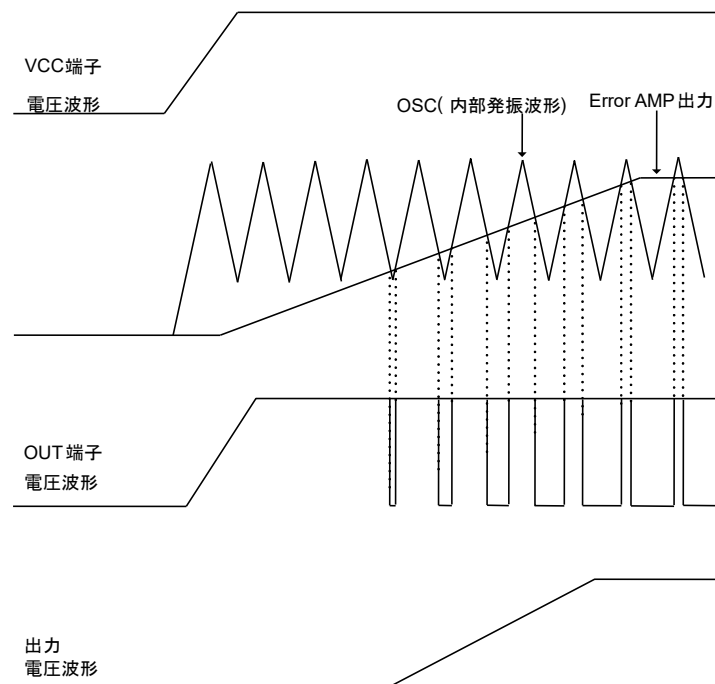 VCC端子
電圧波形
OSC( 内部発振波形)
Error AMP出力
OUT端子
電圧波形
出力
電圧波形